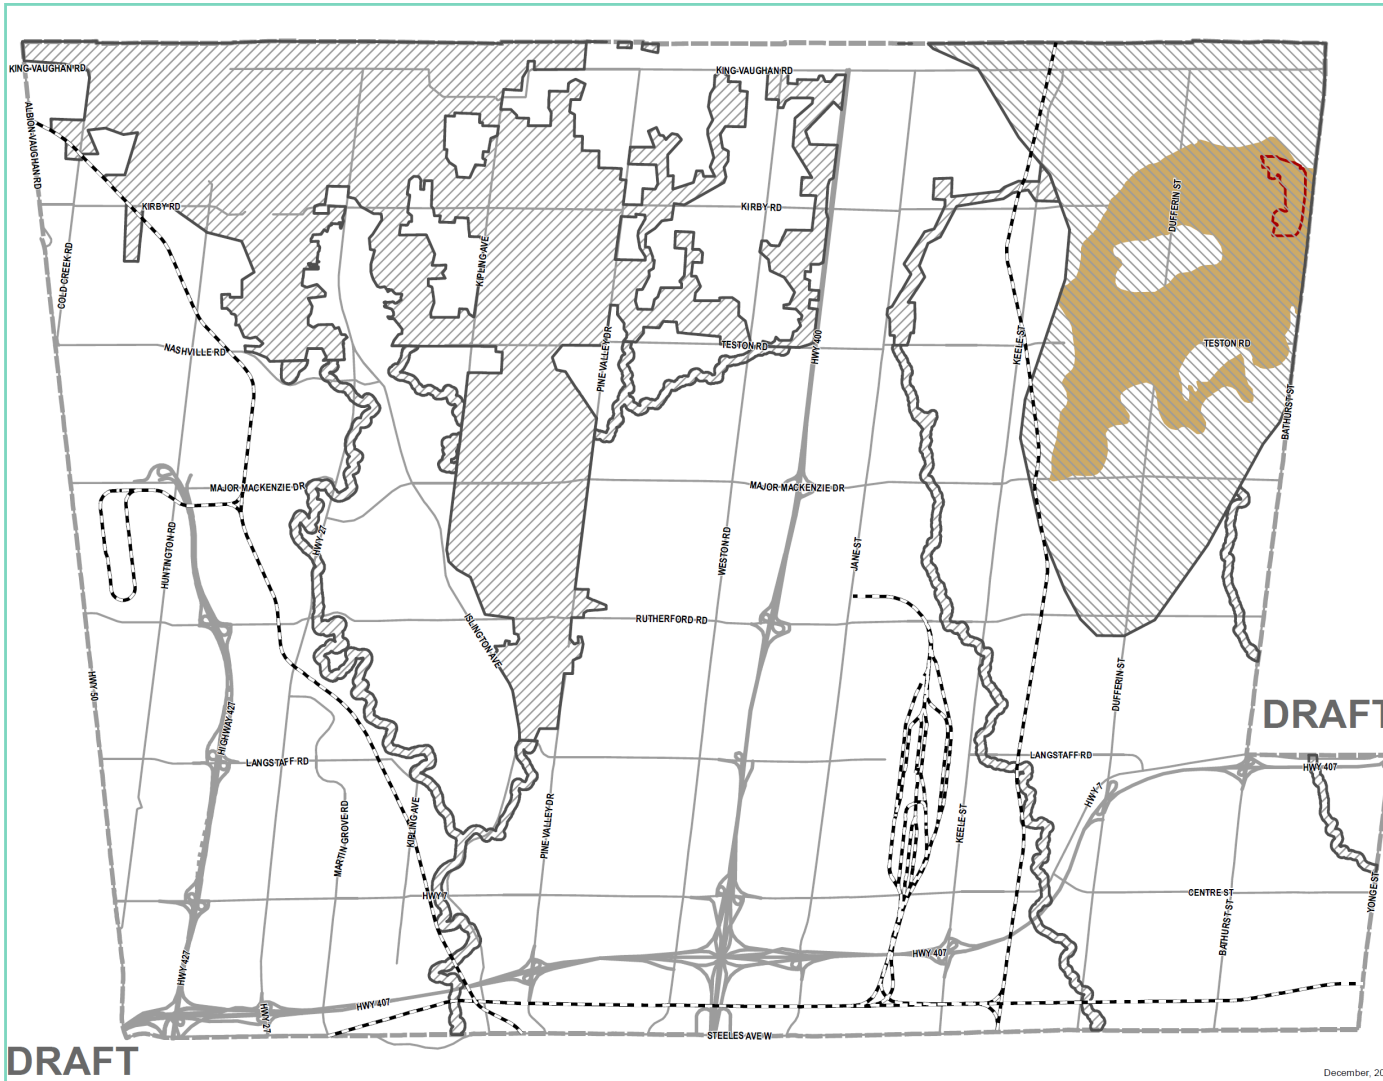 KING-VAUGHAN RD
KING-VAUGHAN RD
ALBION-VAUGHAN RD
KIRBY RD
KIRBY RD
DUFFERIN ST
COLD CREEK RD
KIPLING AVE
NASHVILLE RD
PINE VALLEY DR
TESTON RD
HWY 400
KEELE ST
TESTON RD
BATHURST ST
MAJOR MACKENZIE DR
MAJOR MACKENZIE DR
HUNTINGTON RD
HWY 27
WESTON RD
JANE ST
ISLINGTON AVE
RUTHERFORD RD
HWY 50
DUFFERIN ST
HIGHWAY 427
DRAFT
LANGSTAFF RD
LANGSTAFF RD
HWY 407
HWY 7
MARTIN GROVE RD
KIPLING AVE
PINE VALLEY DR
KEELE ST
HWY 7
CENTRE ST
YONGE ST
BATHURST ST
HWY 427
HWY 407
HWY 407
HWY 27
STEELES AVE W
DRAFT
December, 20